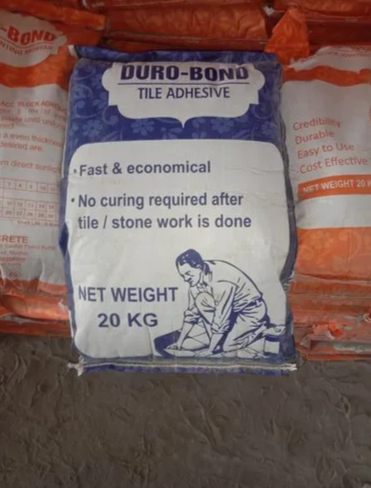 -BOND
DURO-BOND
TILE ADHESIVE
• Fast & economical
• No curing required after
tile / stone work is done
NET WEIGHT
20 KG
Credibility
Durable
Easy to Use
Cost Effective
NET WEIGHT 20 K